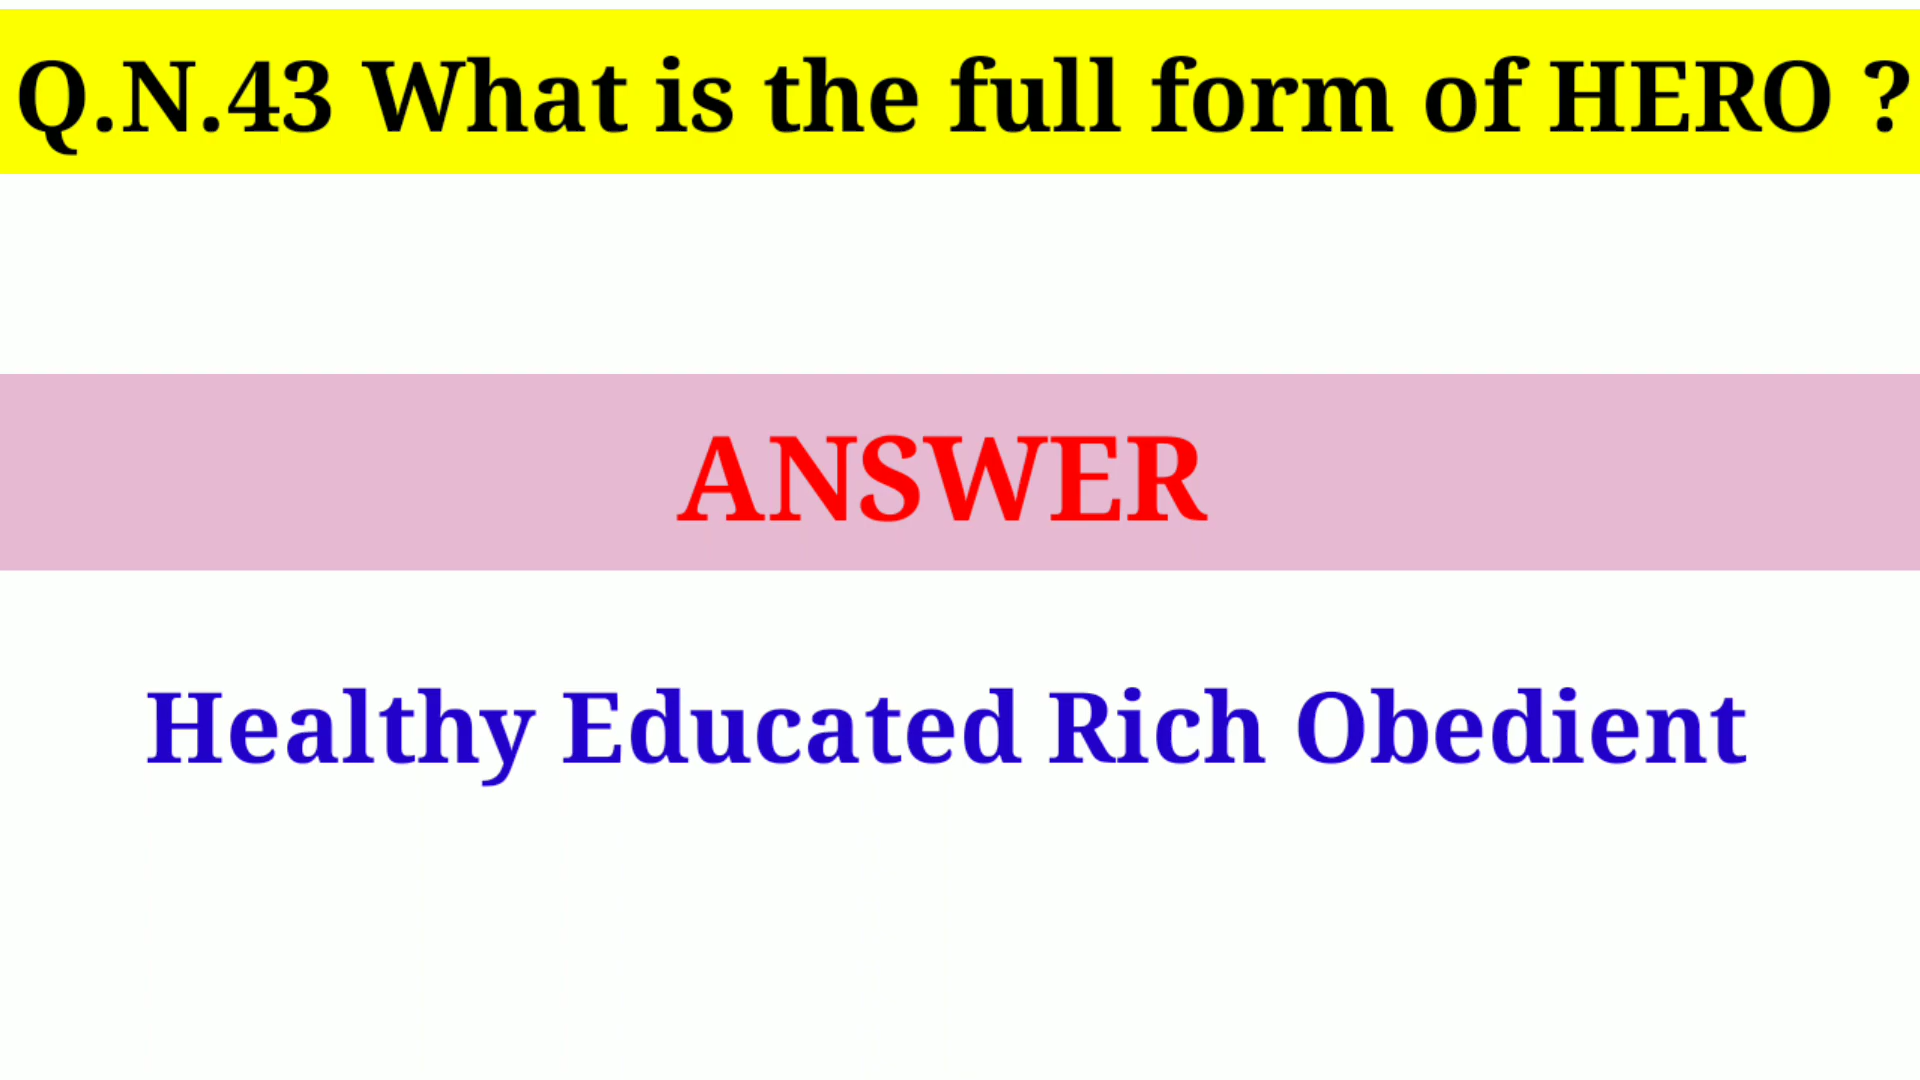 Q.N.43 What is the full form of HERO ?
ANSWER
Healthy Educated Rich Obedient